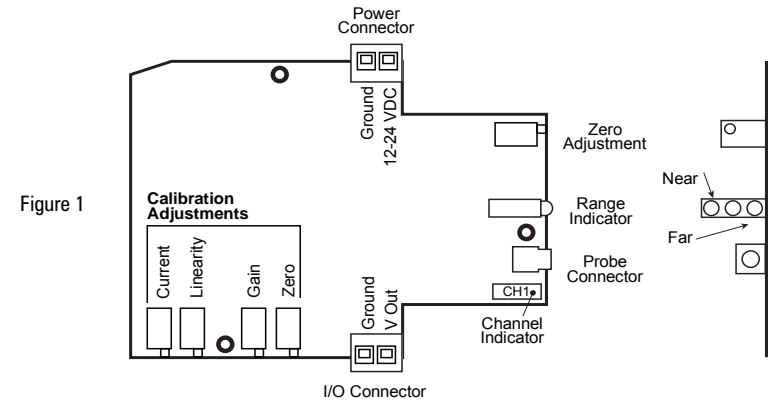 Power
Connector
Ground
12-24 VDC
Zero
Adjustment
Near
Figure 1
Calibration
Adjustments
Range
Indicator
Far
Current
Linearity
Gain
Zero
Probe
Connector
Ground
V Out
CH1
Channel
Indicator
I/O Connector